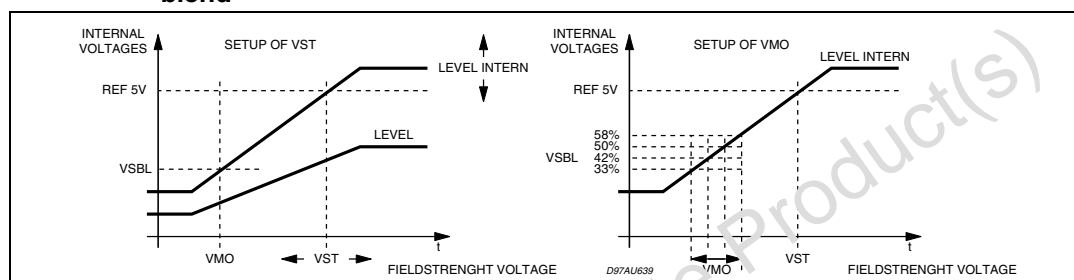 blend
INTERNAL
VOLTAGES
SETUP OF VST
LEVEL INTERN
REF 5V
LEVEL
VSBL
t
VMO
VST
FIELDSTRENGHT VOLTAGE
INTERNAL
VOLTAGES
SETUP OF VMO
LEVEL INTERN
REF 5V
58%
50%
VSBL
42%
33%
t
D97AU639
VMO
VST
FIELDSTRENGHT VOLTAGE
e Product(s)